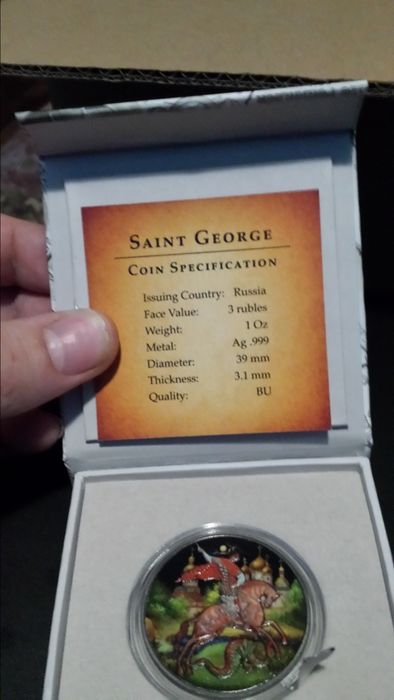 SAINT GEORGE
COIN SPECIFICATION
Issuing Country: Russia
Face Value: 3 rubles
Weight: 1 Oz
Metal: Ag .999
Diameter: 39 mm
Thickness: 3.1 mm
Quality: BU